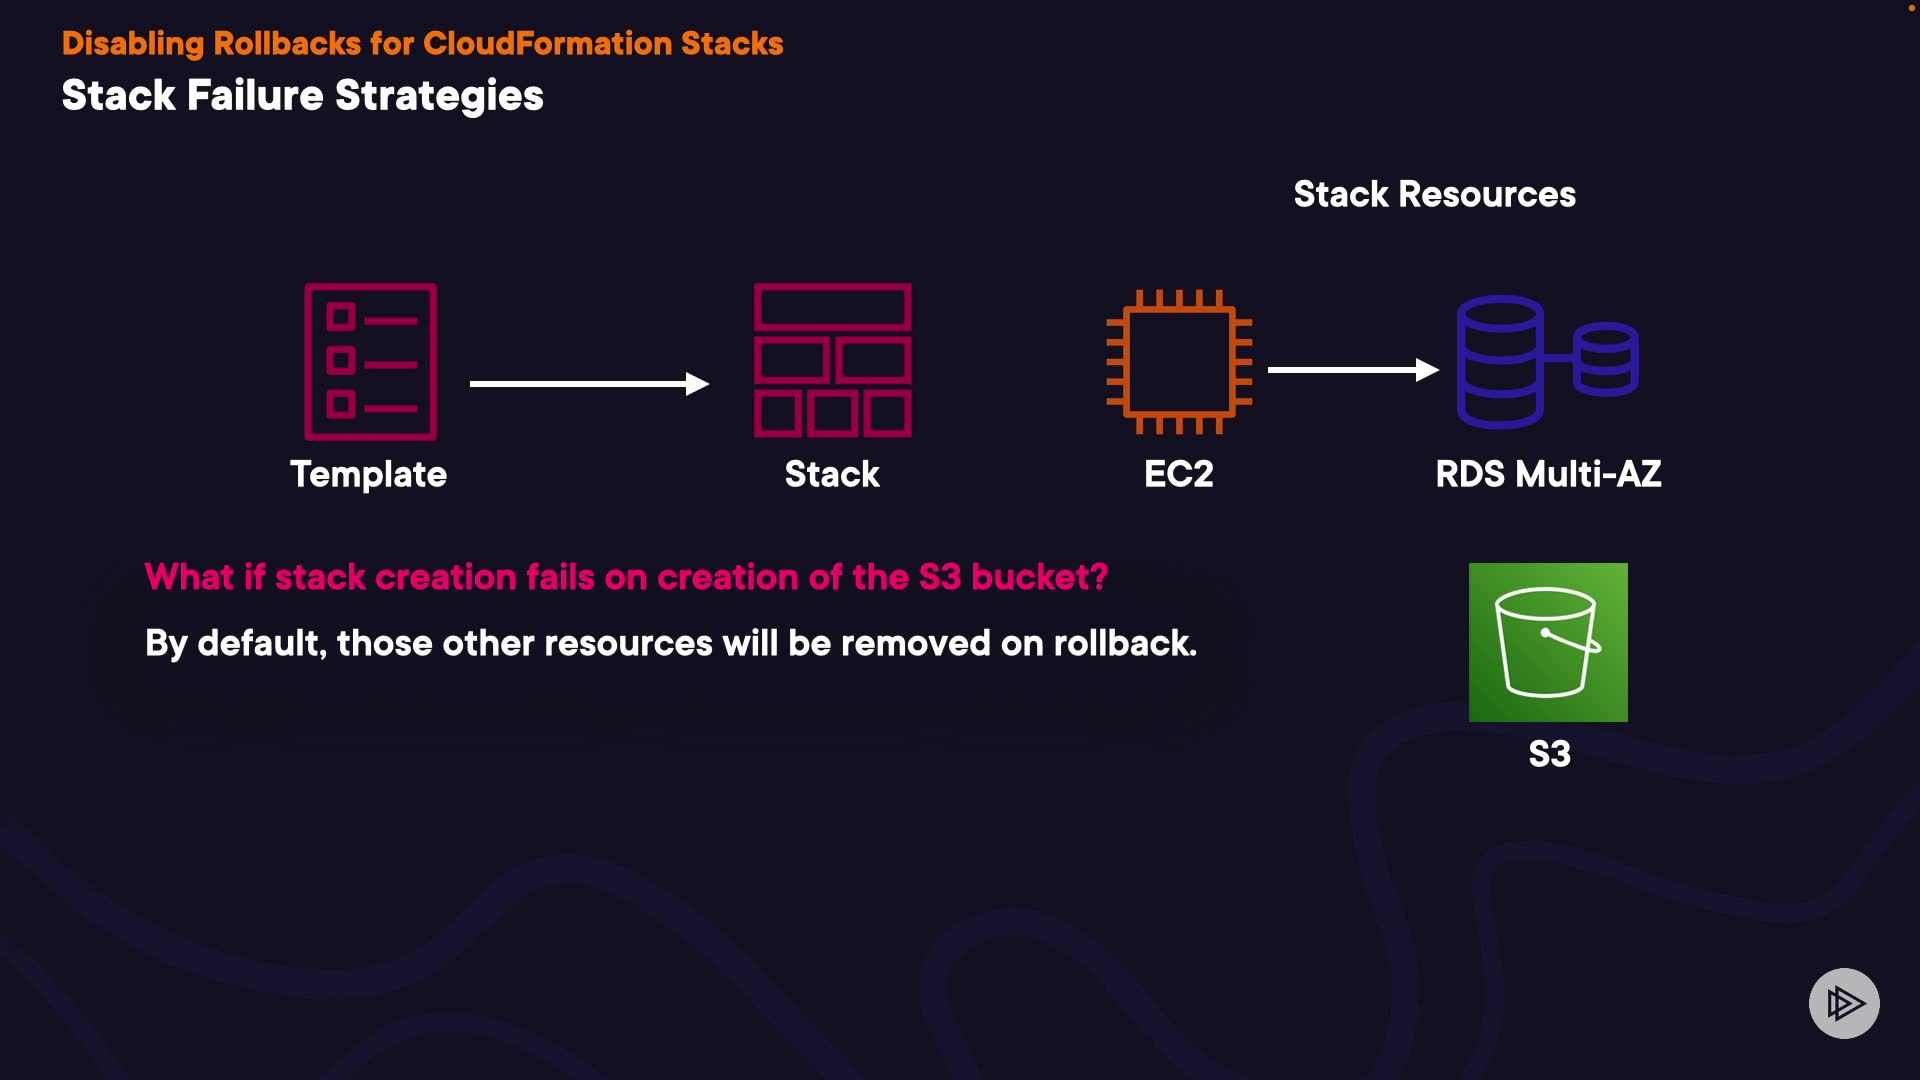 Disabling Rollbacks for CloudFormation Stacks
Stack Failure Strategies
Stack Resources
Template
Stack
EC2
RDS Multi-AZ
What if stack creation fails on creation of the S3 bucket?
By default, those other resources will be removed on rollback.
S3